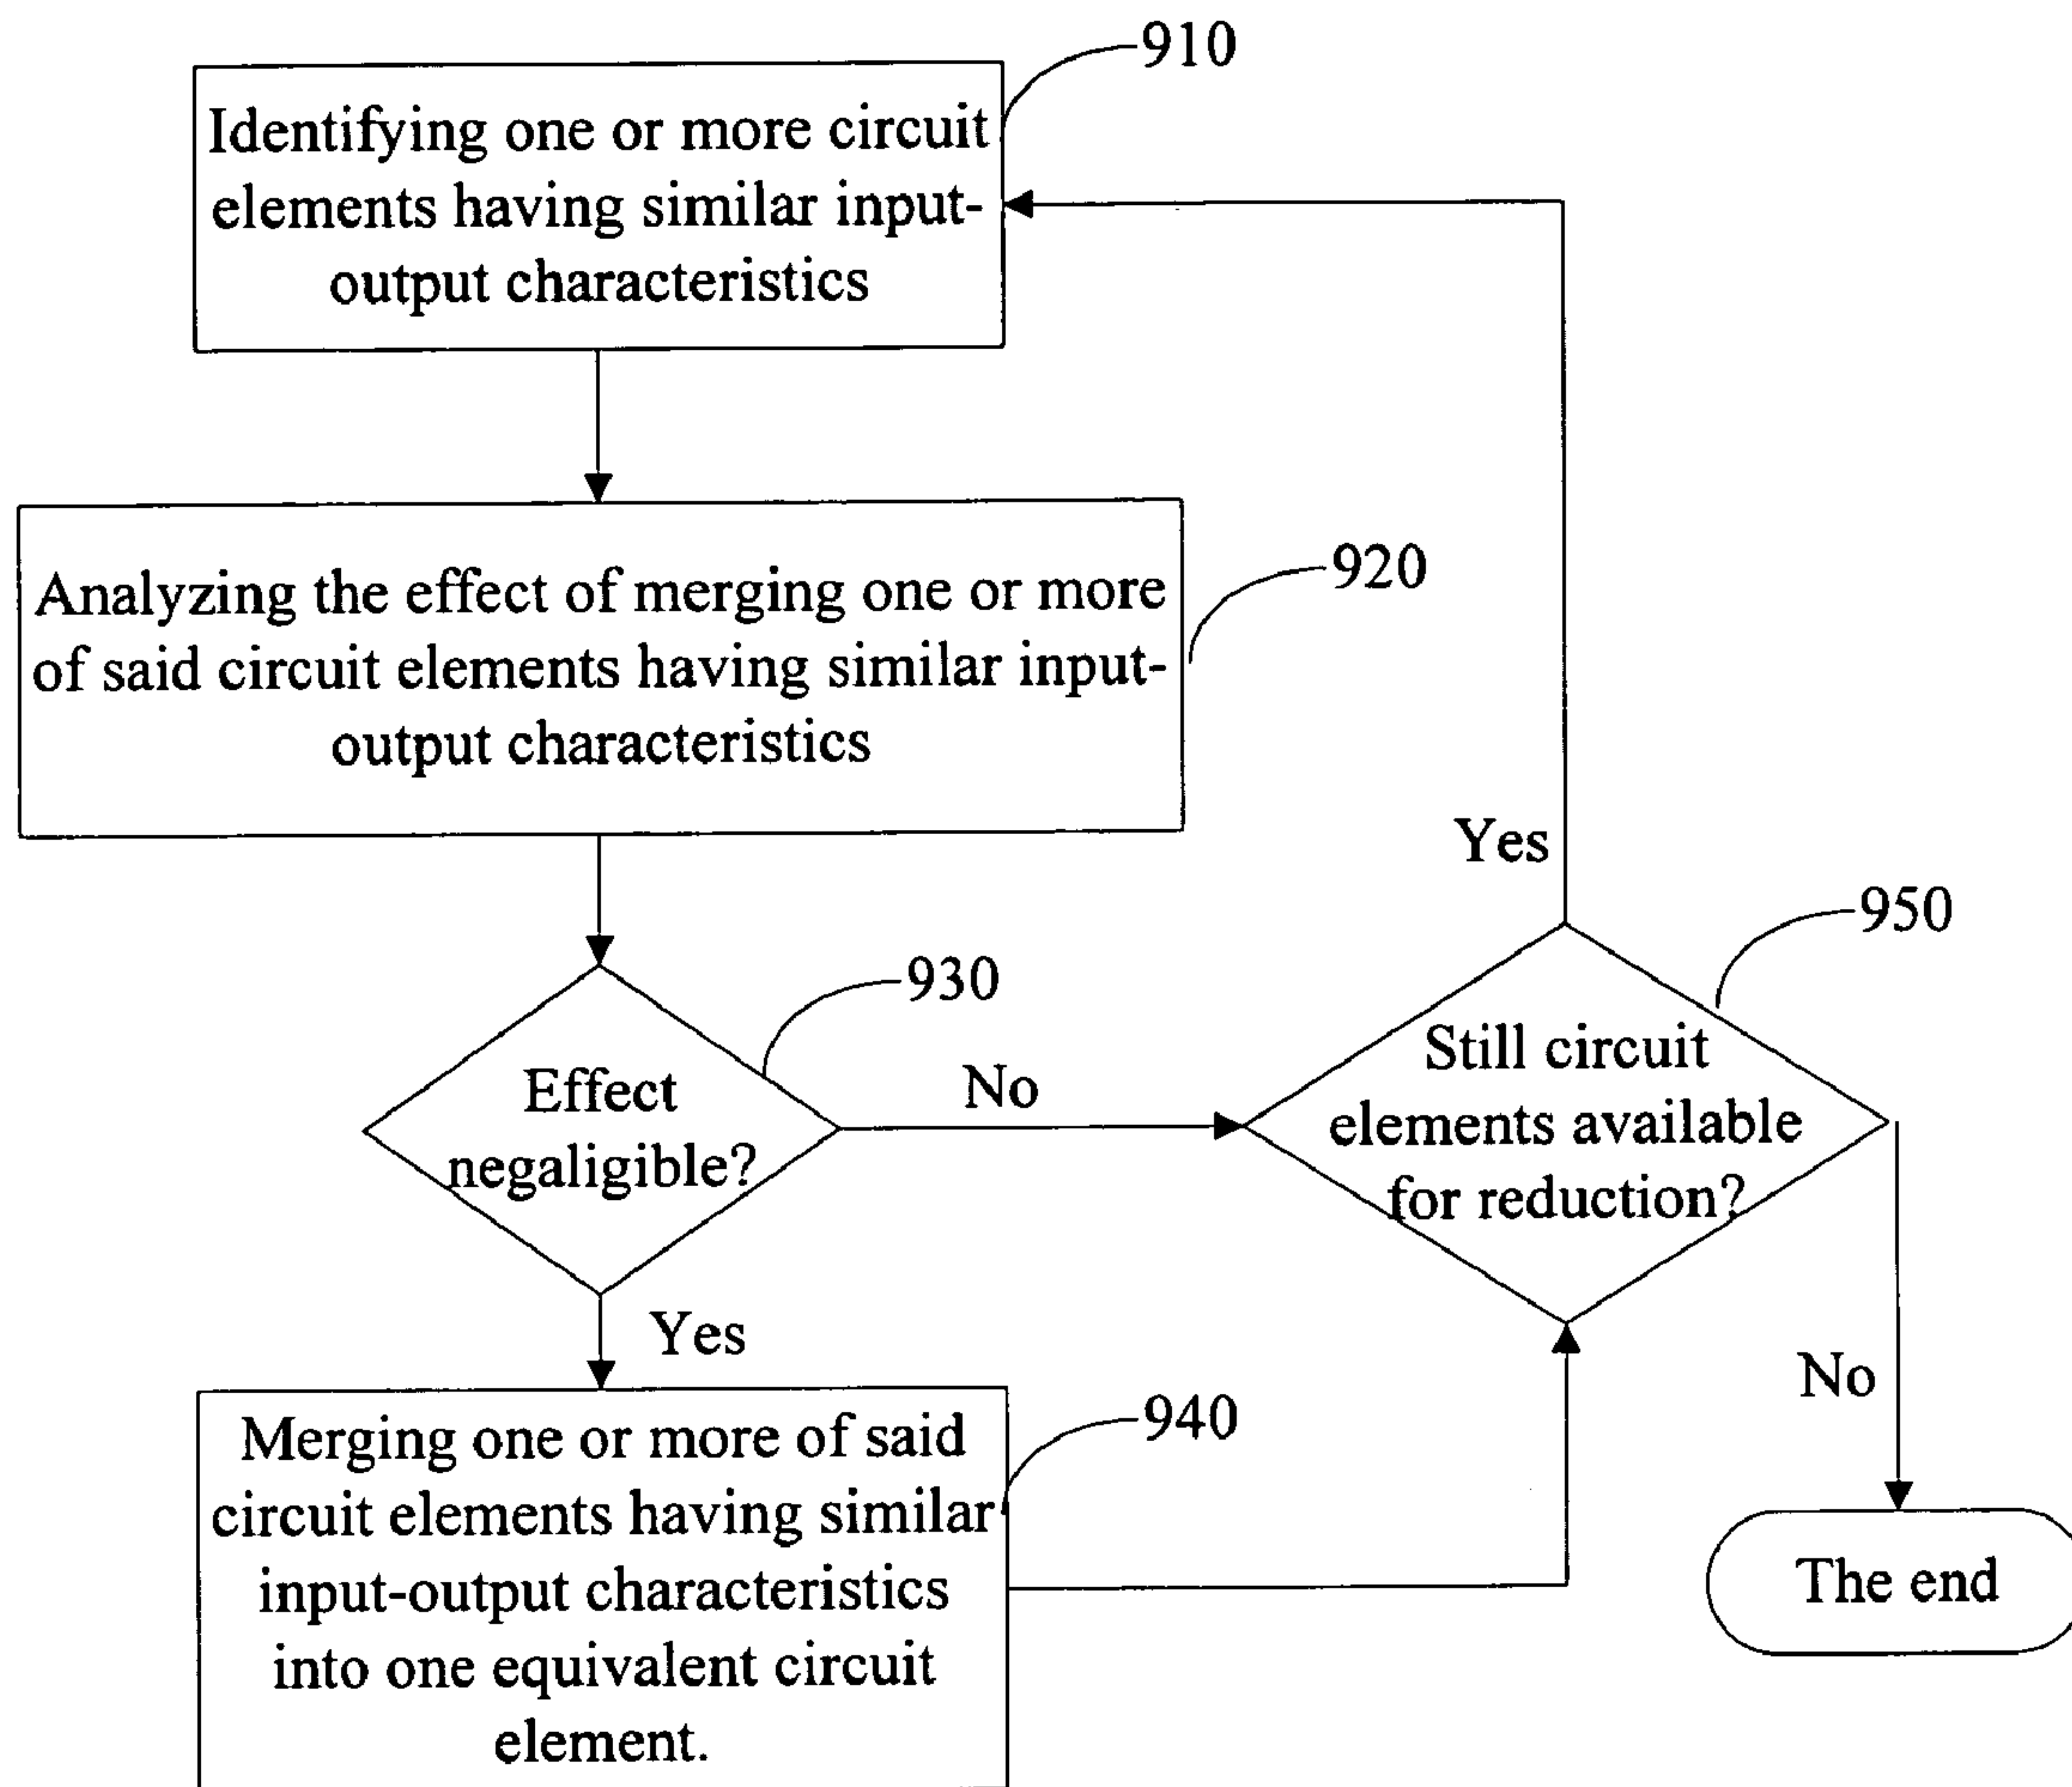 910
Identifying one or more circuit
elements having similar input-
output characteristics
920
Analyzing the effect of merging one or more
of said circuit elements having similar input-
output characteristics
Yes
950
930
Effect
negaligible?
No
Still circuit
elements available
for reduction?
Yes
No
940
Merging one or more of said
circuit elements having similar
input-output characteristics
into one equivalent circuit
element.
The end